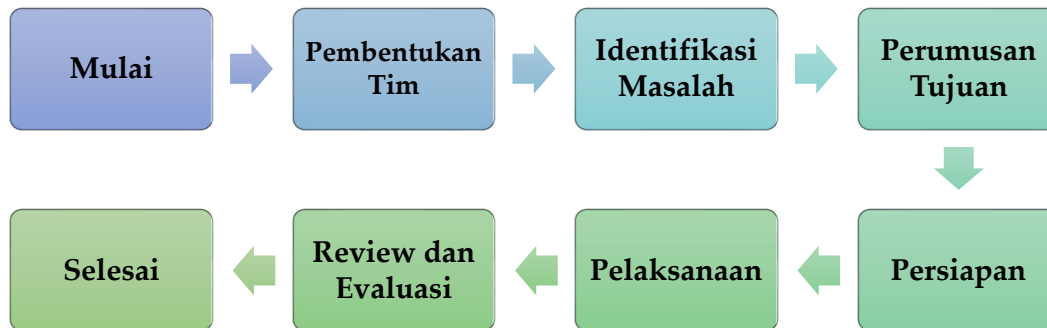 Mulai
Pembentukan
Tim
Identifikasi
Masalah
Perumusan
Tujuan
Persiapan
Pelaksanaan
Review dan
Evaluasi
Selesai